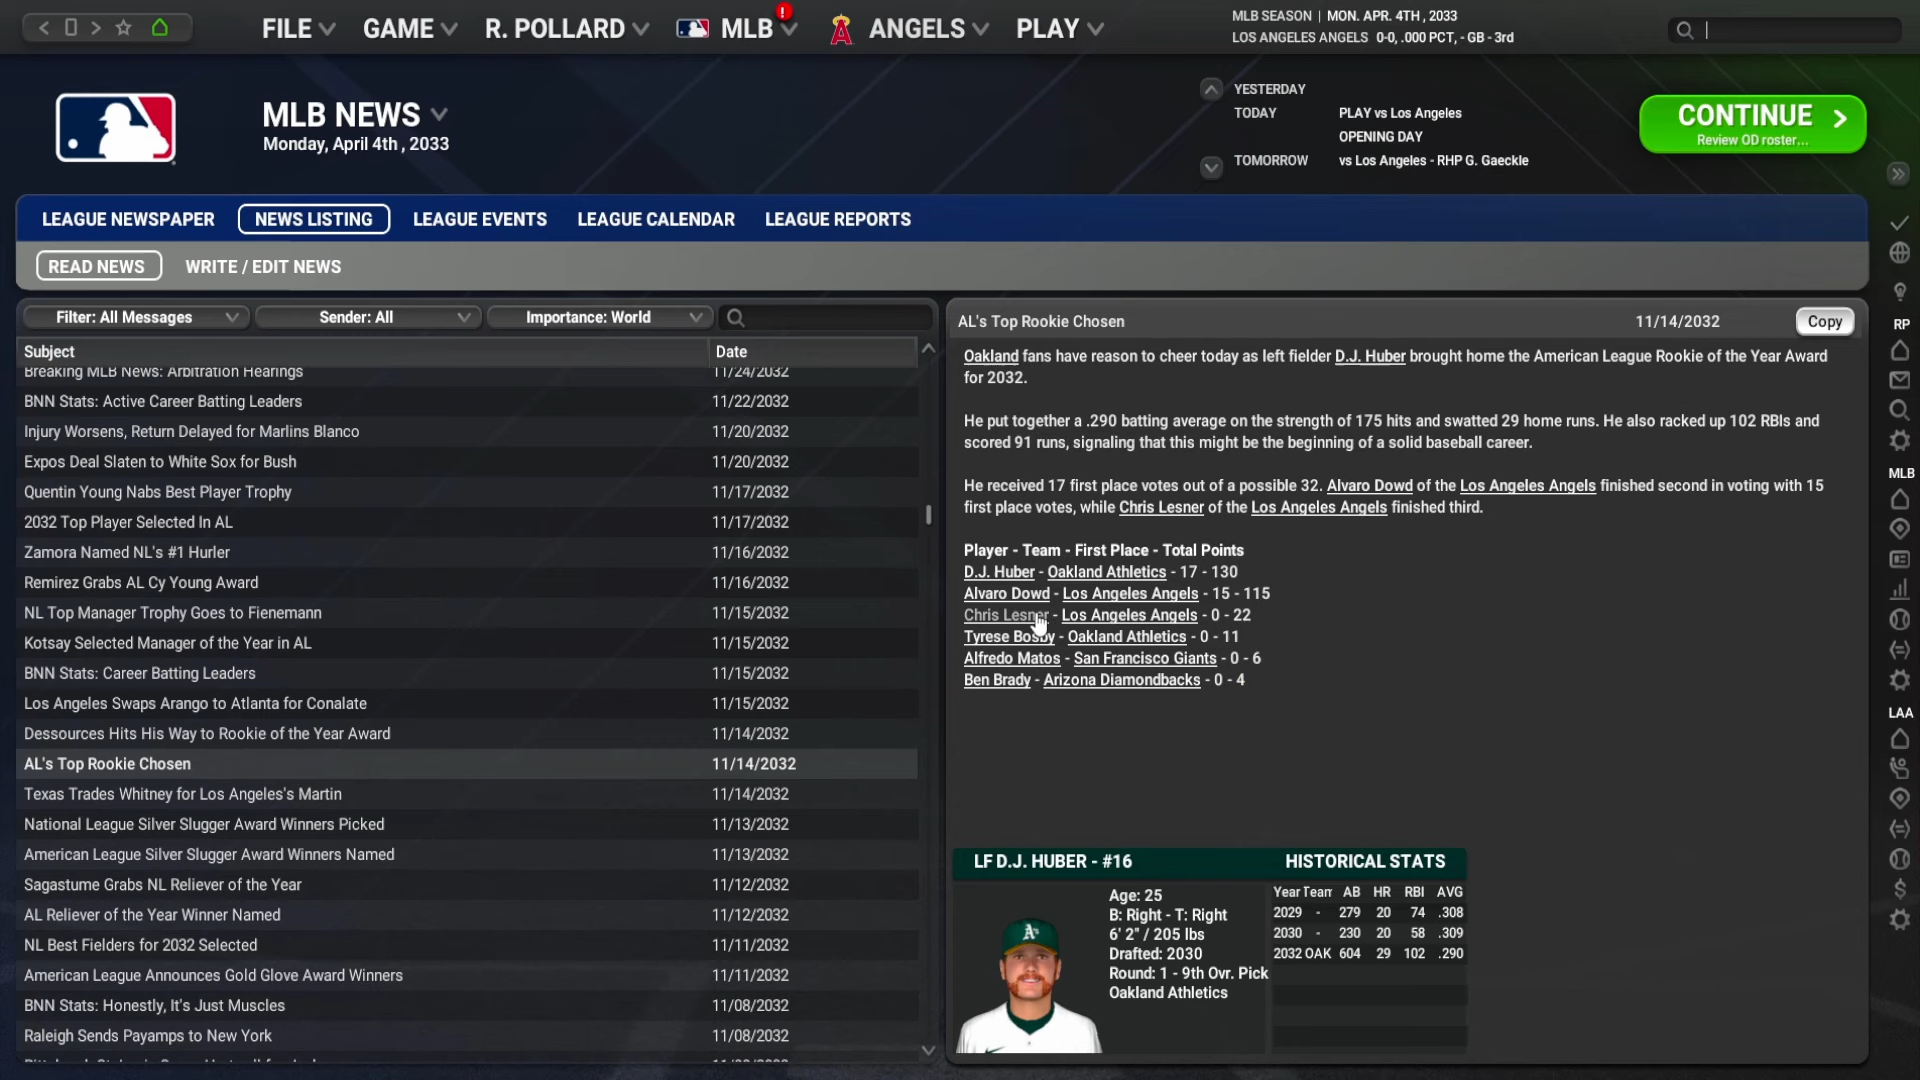 FILE GAME R. POLLARD MLB ! ANGELS PLAY
MLB SEASON | MON. APR. 4TH , 2033
LOS ANGELES ANGELS 0-0, .000 PCT, - GB - 3rd
MLB NEWS
Monday, April 4th , 2033
YESTERDAY
TODAY PLAY vs Los Angeles
OPENING DAY
TOMORROW vs Los Angeles - RHP G. Gaeckle
CONTINUE
Review OD roster...
LEAGUE NEWSPAPER NEWS LISTING LEAGUE EVENTS LEAGUE CALENDAR LEAGUE REPORTS
READ NEWS WRITE / EDIT NEWS
Filter: All Messages Sender: All Importance: World
Subject Date
Breaking MLB News: Arbitration Hearings 11/24/2032
BNN Stats: Active Career Batting Leaders 11/22/2032
Injury Worsens, Return Delayed for Marlins Blanco 11/20/2032
Expos Deal Slaten to White Sox for Bush 11/20/2032
Quentin Young Nabs Best Player Trophy 11/17/2032
2032 Top Player Selected In AL 11/17/2032
Zamora Named NL's #1 Hurler 11/16/2032
Remirez Grabs AL Cy Young Award 11/16/2032
NL Top Manager Trophy Goes to Fienemann 11/15/2032
Kotsay Selected Manager of the Year in AL 11/15/2032
BNN Stats: Career Batting Leaders 11/15/2032
Los Angeles Swaps Arango to Atlanta for Conalate 11/15/2032
Dessources Hits His Way to Rookie of the Year Award 11/14/2032
AL's Top Rookie Chosen 11/14/2032
Texas Trades Whitney for Los Angeles's Martin 11/14/2032
National League Silver Slugger Award Winners Picked 11/13/2032
American League Silver Slugger Award Winners Named 11/13/2032
Sagastume Grabs NL Reliever of the Year 11/12/2032
AL Reliever of the Year Winner Named 11/12/2032
NL Best Fielders for 2032 Selected 11/11/2032
American League Announces Gold Glove Award Winners 11/11/2032
BNN Stats: Honestly, It's Just Muscles 11/08/2032
Raleigh Sends Payamps to New York 11/08/2032
AL's Top Rookie Chosen 11/14/2032 Copy
Oakland fans have reason to cheer today as left fielder D.J. Huber brought home the American League Rookie of the Year Award
for 2032.
He put together a .290 batting average on the strength of 175 hits and swatted 29 home runs. He also racked up 102 RBIs and
scored 91 runs, signaling that this might be the beginning of a solid baseball career.
He received 17 first place votes out of a possible 32. Alvaro Dowd of the Los Angeles Angels finished second in voting with 15
first place votes, while Chris Lesner of the Los Angeles Angels finished third.
Player - Team - First Place - Total Points
D.J. Huber - Oakland Athletics - 17 - 130
Alvaro Dowd - Los Angeles Angels - 15 - 115
Chris Lesner - Los Angeles Angels - 0 - 22
Tyrese Bosby - Oakland Athletics - 0 - 11
Alfredo Matos - San Francisco Giants - 0 - 6
Ben Brady - Arizona Diamondbacks - 0 - 4
LF D.J. HUBER - #16 HISTORICAL STATS
Age: 25
B: Right - T: Right
6' 2" / 205 lbs
Drafted: 2030
Round: 1 - 9th Ovr. Pick
Oakland Athletics
Year Team AB HR RBI AVG
2029 - 279 20 74 .308
2030 - 230 20 58 .309
2032 OAK 604 29 102 .290
RP
MLB
LAA